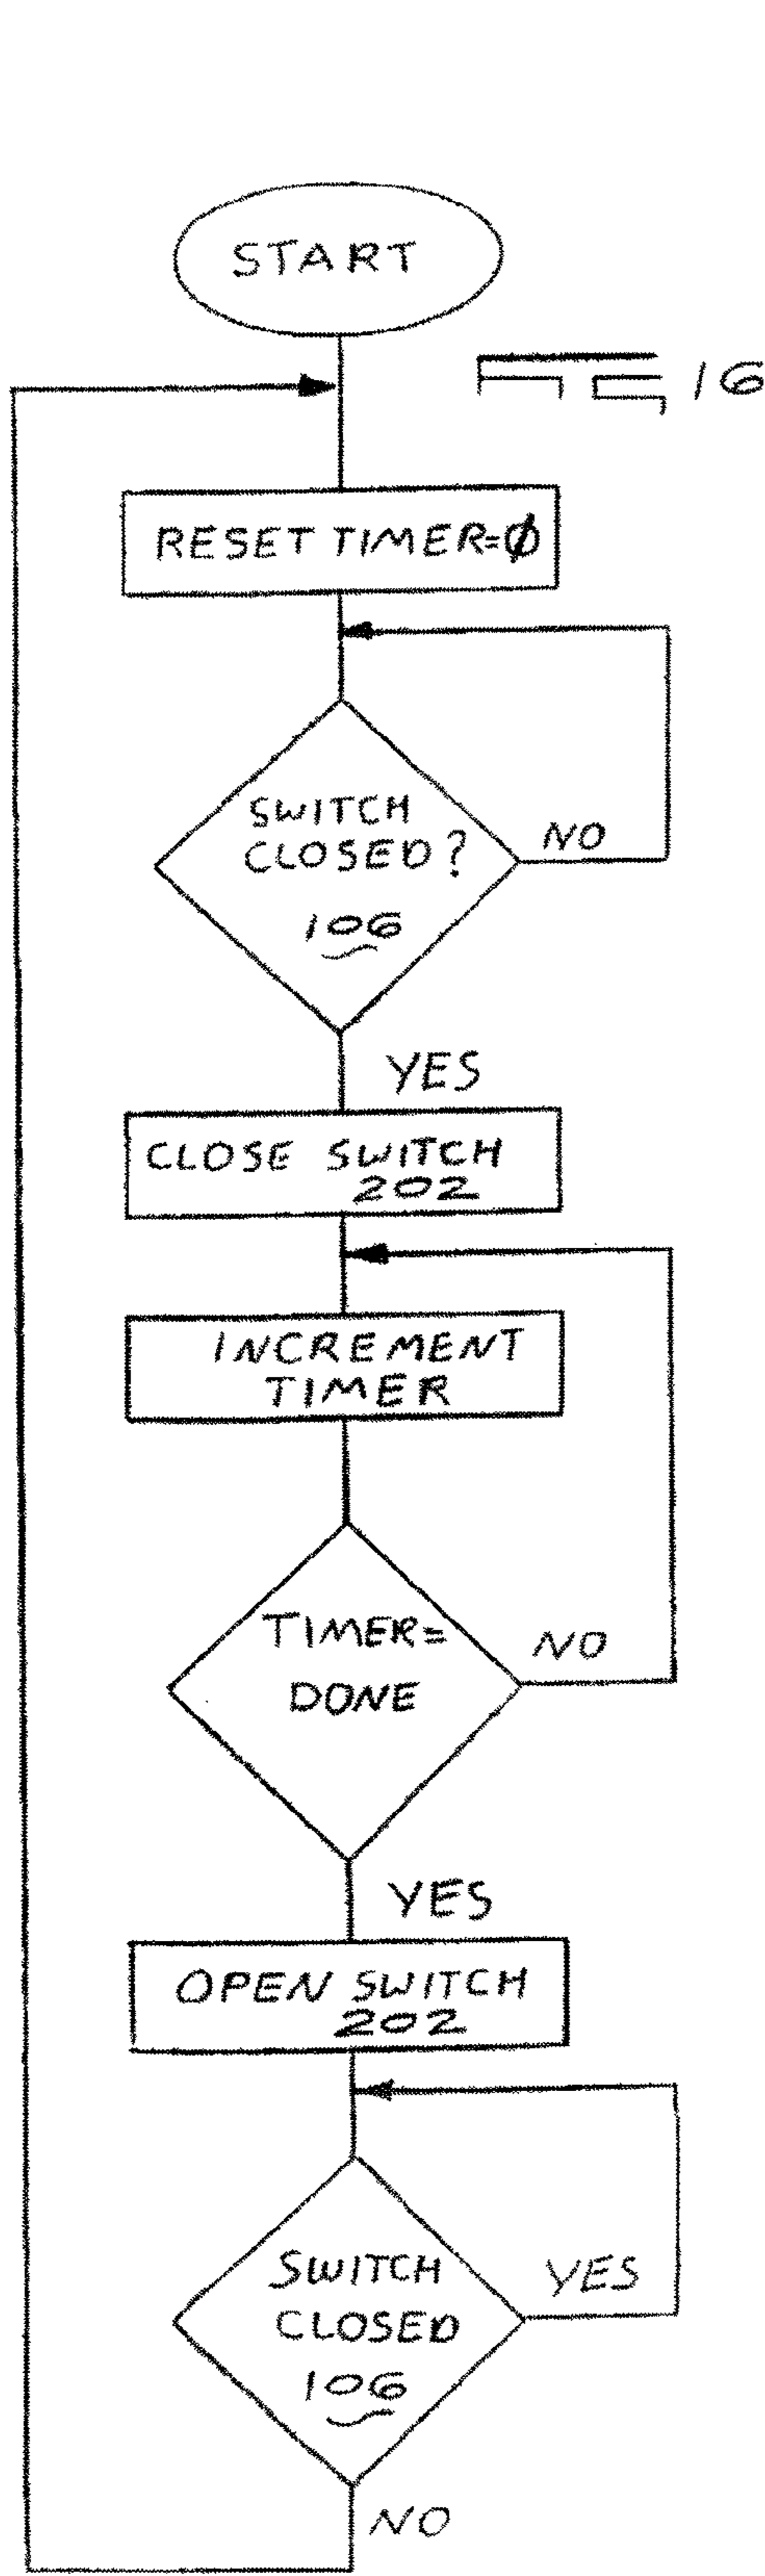 START
FIG 16
RESET TIMER=Ø
SWITCH
CLOSED?
NO
106
YES
CLOSE SWITCH
202
INCREMENT
TIMER
TIMER=
NO
DONE
YES
OPEN SWITCH
202
SWITCH
YES
CLOSED
106
NO